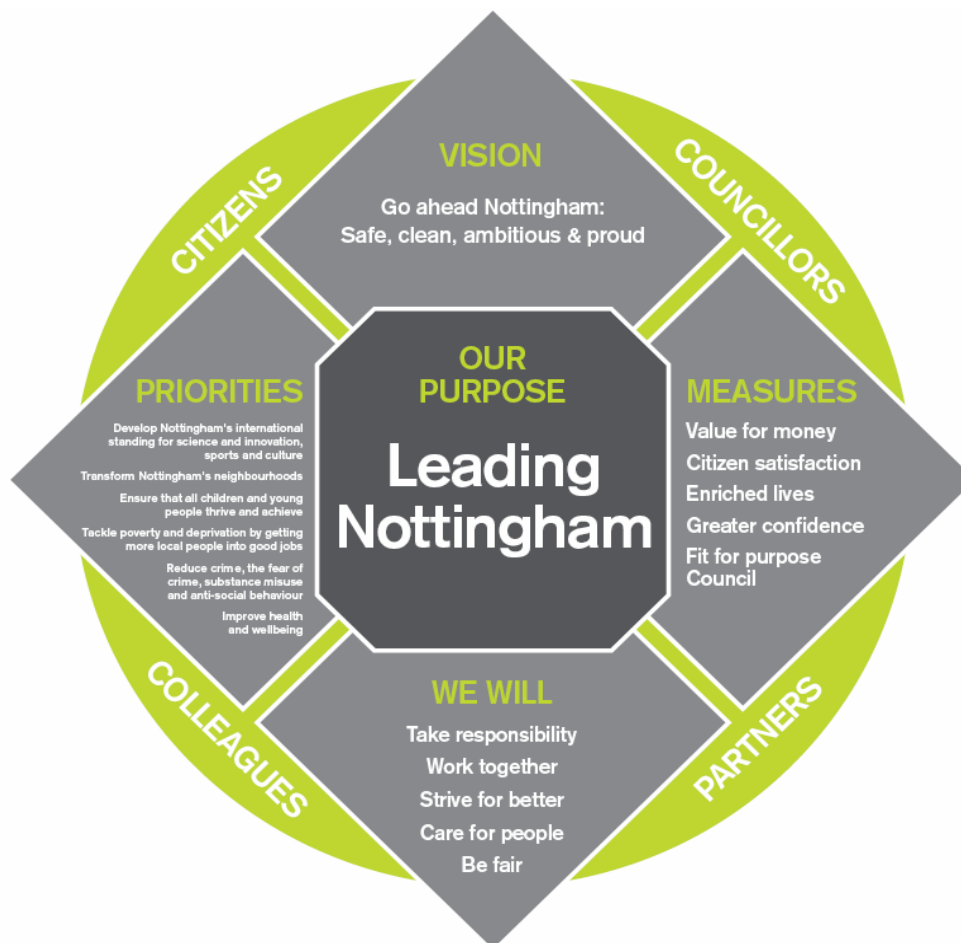 CITIZENS
COUNCILLORS
VISION
Go ahead Nottingham:
Safe, clean, ambitious & proud
PRIORITIES
Develop Nottingham's international
standing for science and innovation,
sports and culture
Transform Nottingham's neighbourhoods
Ensure that all children and young
people thrive and achieve
Tackle poverty and deprivation by getting
more local people into good jobs
Reduce crime, the fear of
crime, substance misuse
and anti-social behaviour
Improve health
and wellbeing
OUR
PURPOSE
Leading
Nottingham
MEASURES
Value for money
Citizen satisfaction
Enriched lives
Greater confidence
Fit for purpose
Council
WE WILL
Take responsibility
Work together
Strive for better
Care for people
Be fair
COLLEAGUES
PARTNERS